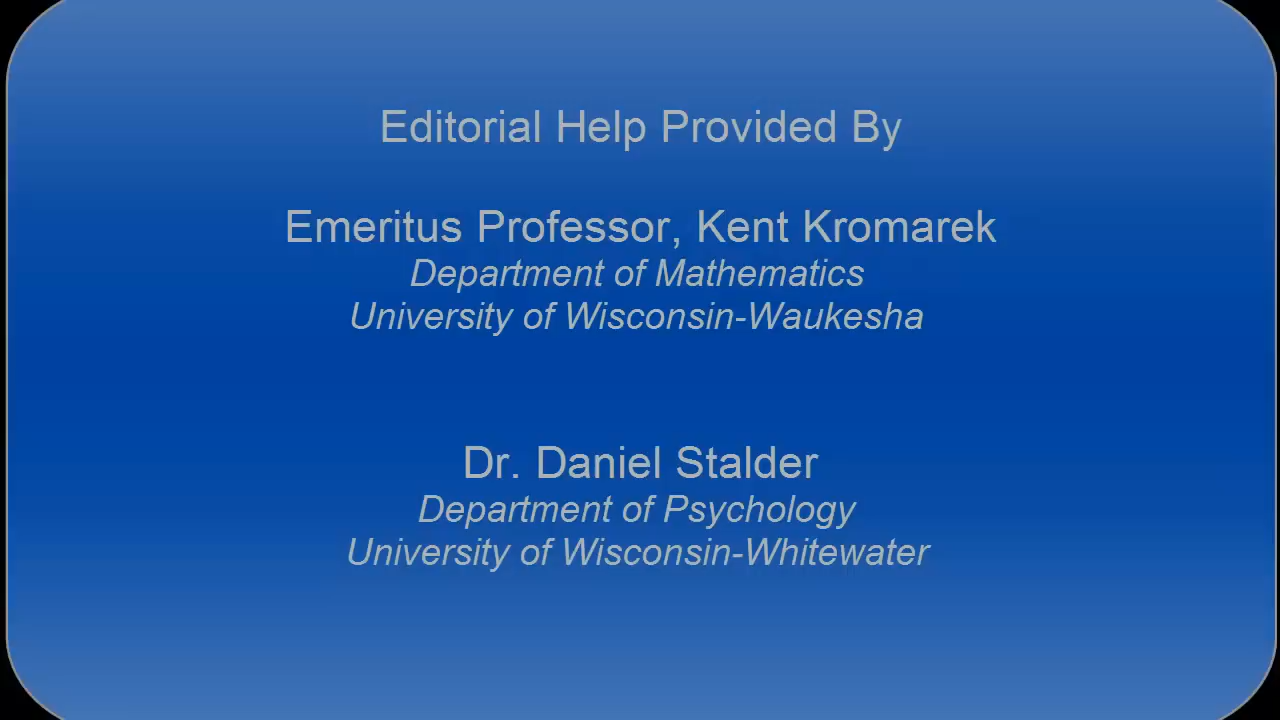 Editorial Help Provided By
Emeritus Professor, Kent Kromarek
Department of Mathematics
University of Wisconsin-Waukesha
Dr. Daniel Stalder
Department of Psychology
University of Wisconsin-Whitewater